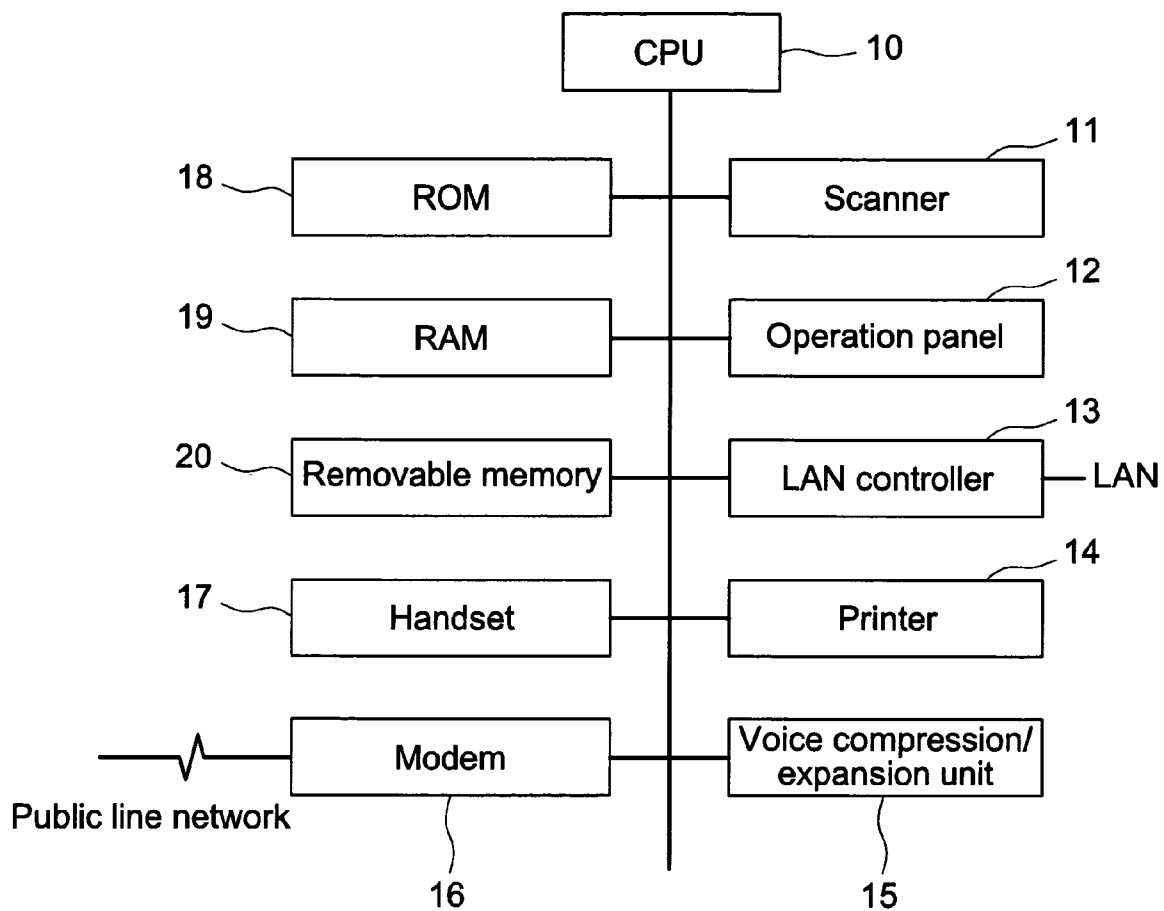 CPU
10
11
18
ROM
Scanner
12
19
RAM
Operation panel
13
20
Removable memory
LAN controller
LAN
14
17
Handset
Printer
Modem
Voice compression/
expansion unit
Public line network
16
15